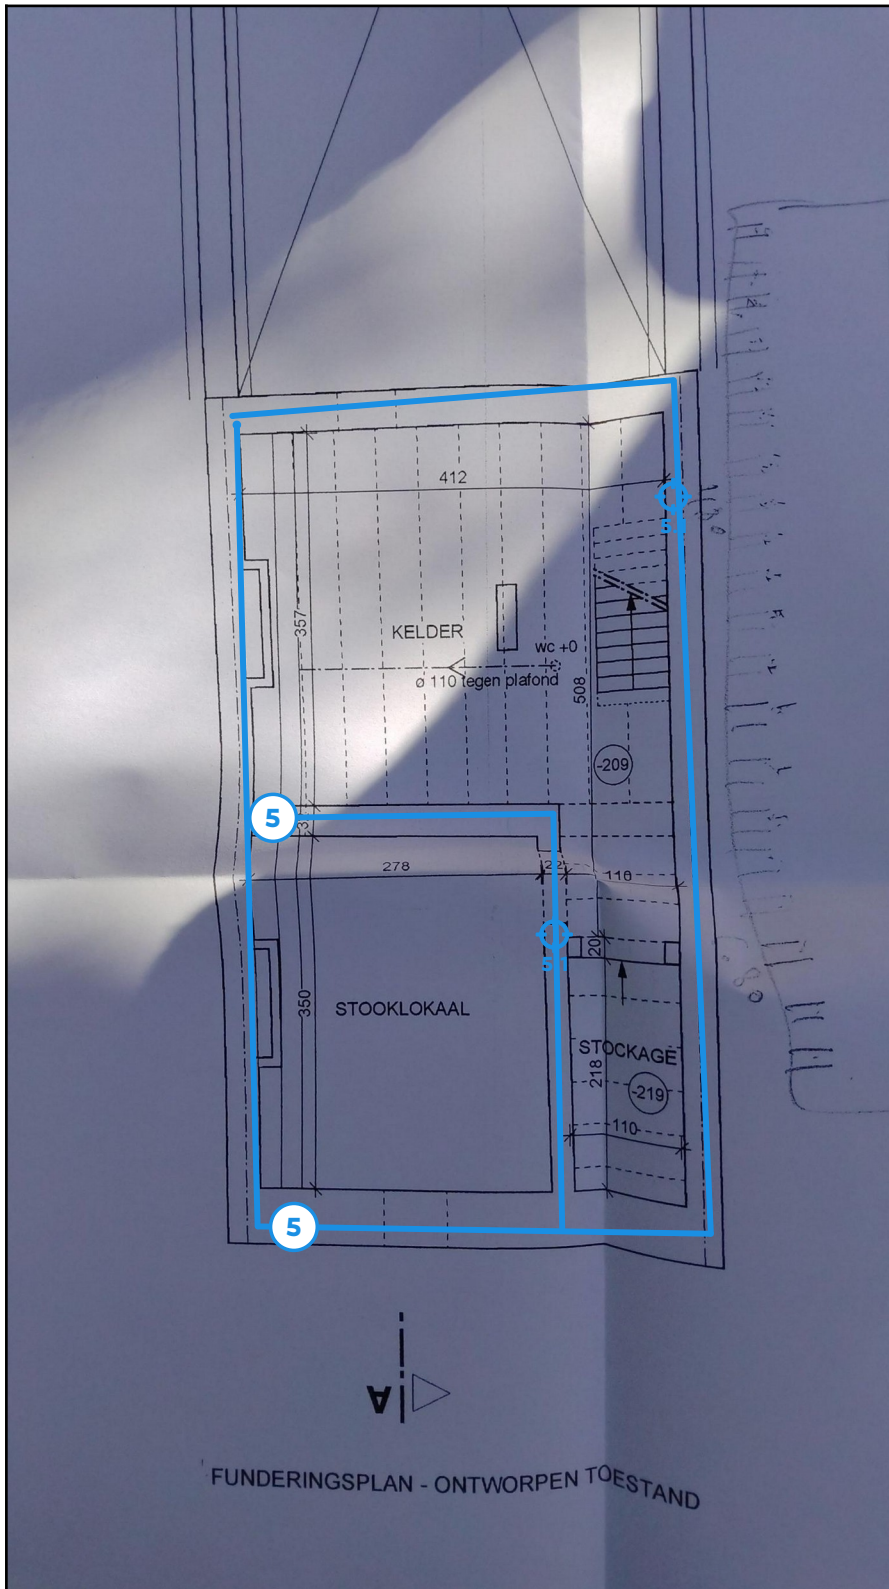 412
357
KELDER
wc +0
ø 110 tegen plafond
508
-209
5
278
22
110
20
350
STOOKLOKAAL
STOCKAGE
218
-219
110
5
A
FUNDERINGSPLAN - ONTWORPEN TOESTAND